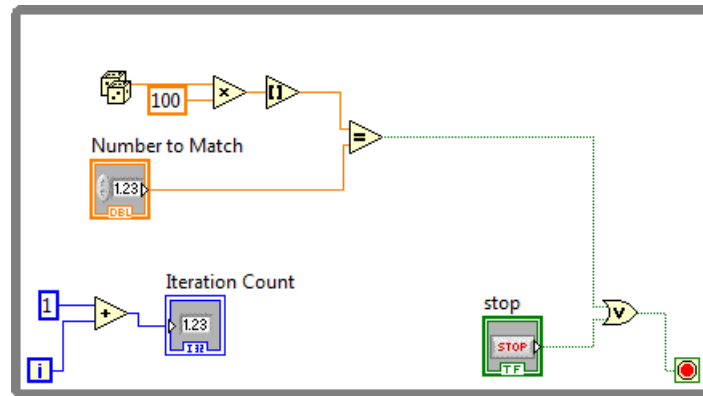 100
×
[ ]
=
Number to Match
1.23
DBL
Iteration Count
1
+
1.23
I32
i
stop
STOP
TF
V